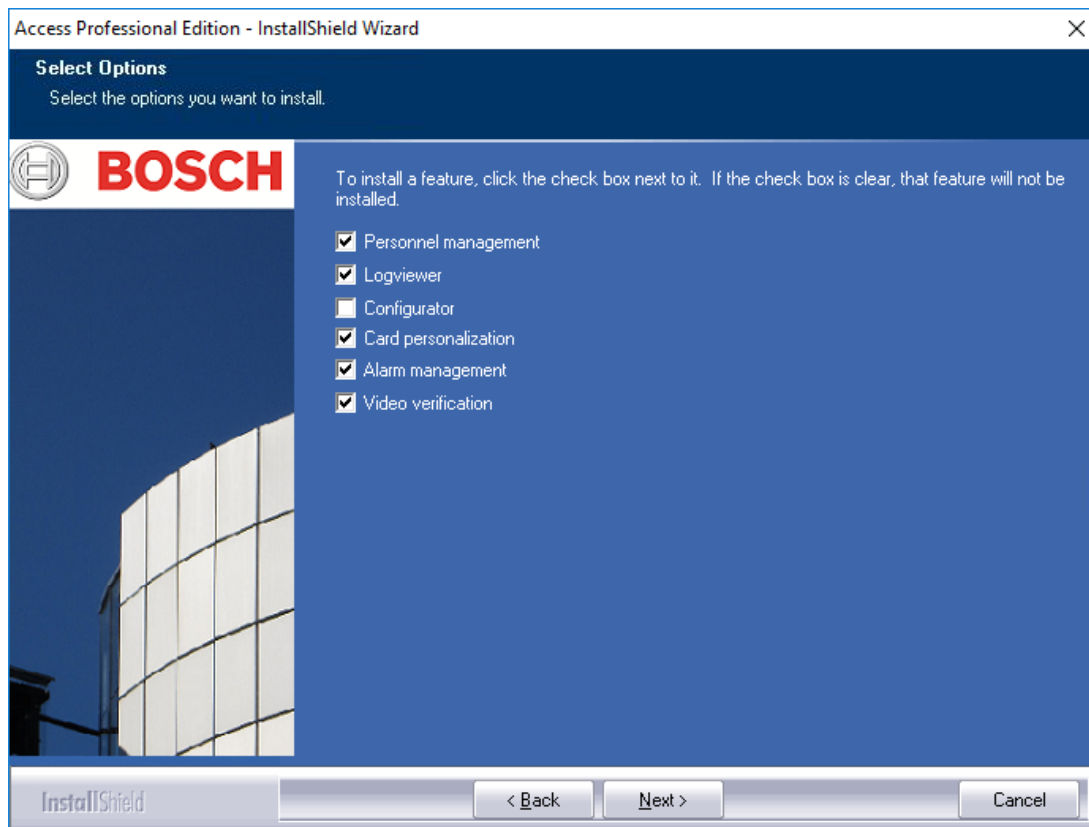 Access Professional Edition - InstallShield Wizard
Select Options
Select the options you want to install.
BOSCH
To install a feature, click the check box next to it.  If the check box is clear, that feature will not be
installed.
Personnel management
Logviewer
Configurator
Card personalization
Alarm management
Video verification
InstallShield
< Back
Next >
Cancel